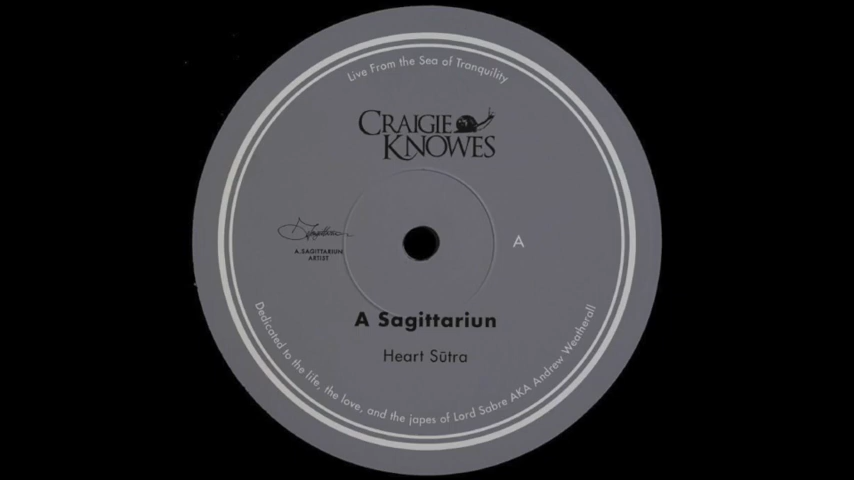 Live From the Sea of Tranquility
CRAIGIE
KNOWES
A.SAGITTARIUN
ARTIST
A
A Sagittariun
Heart Sūtra
Dedicated to the life, the love, and the japes of Lord Sabre AKA Andrew Weatherall